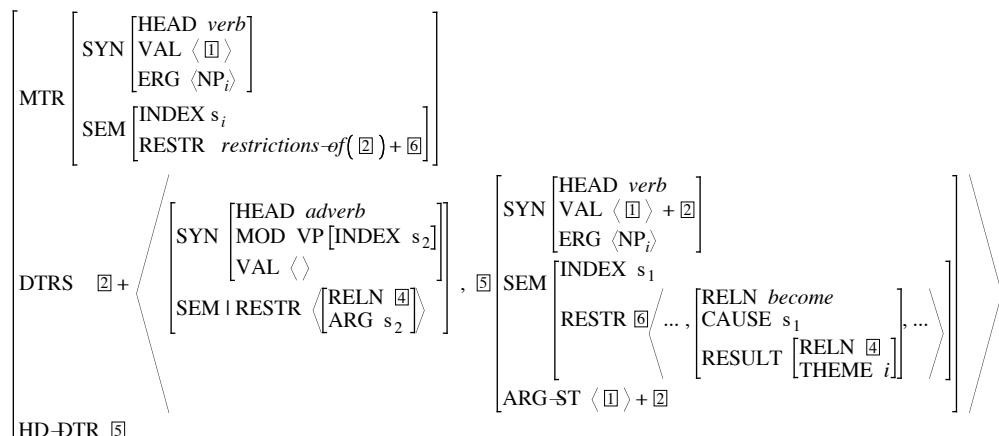 MTR
SYN
HEAD verb
VAL ⟨ 1 ⟩
ERG ⟨NPi⟩
SEM
INDEX si
RESTR restrictions-of( 2 ) + 6
DTRS 2 +
SYN
HEAD adverb
MOD VP[INDEX s2]
VAL ⟨ ⟩
SEM | RESTR ⟨[RELN 4
ARG s2]⟩
, 5
SYN
HEAD verb
VAL ⟨ 1 ⟩ + 2
ERG ⟨NPi⟩
SEM
INDEX s1
RESTR 6 ⟨ ... ,
RELN become
CAUSE s1
RESULT [RELN 4
THEME i]
, ... ⟩
ARG-ST ⟨ 1 ⟩ + 2
HD-DTR 5